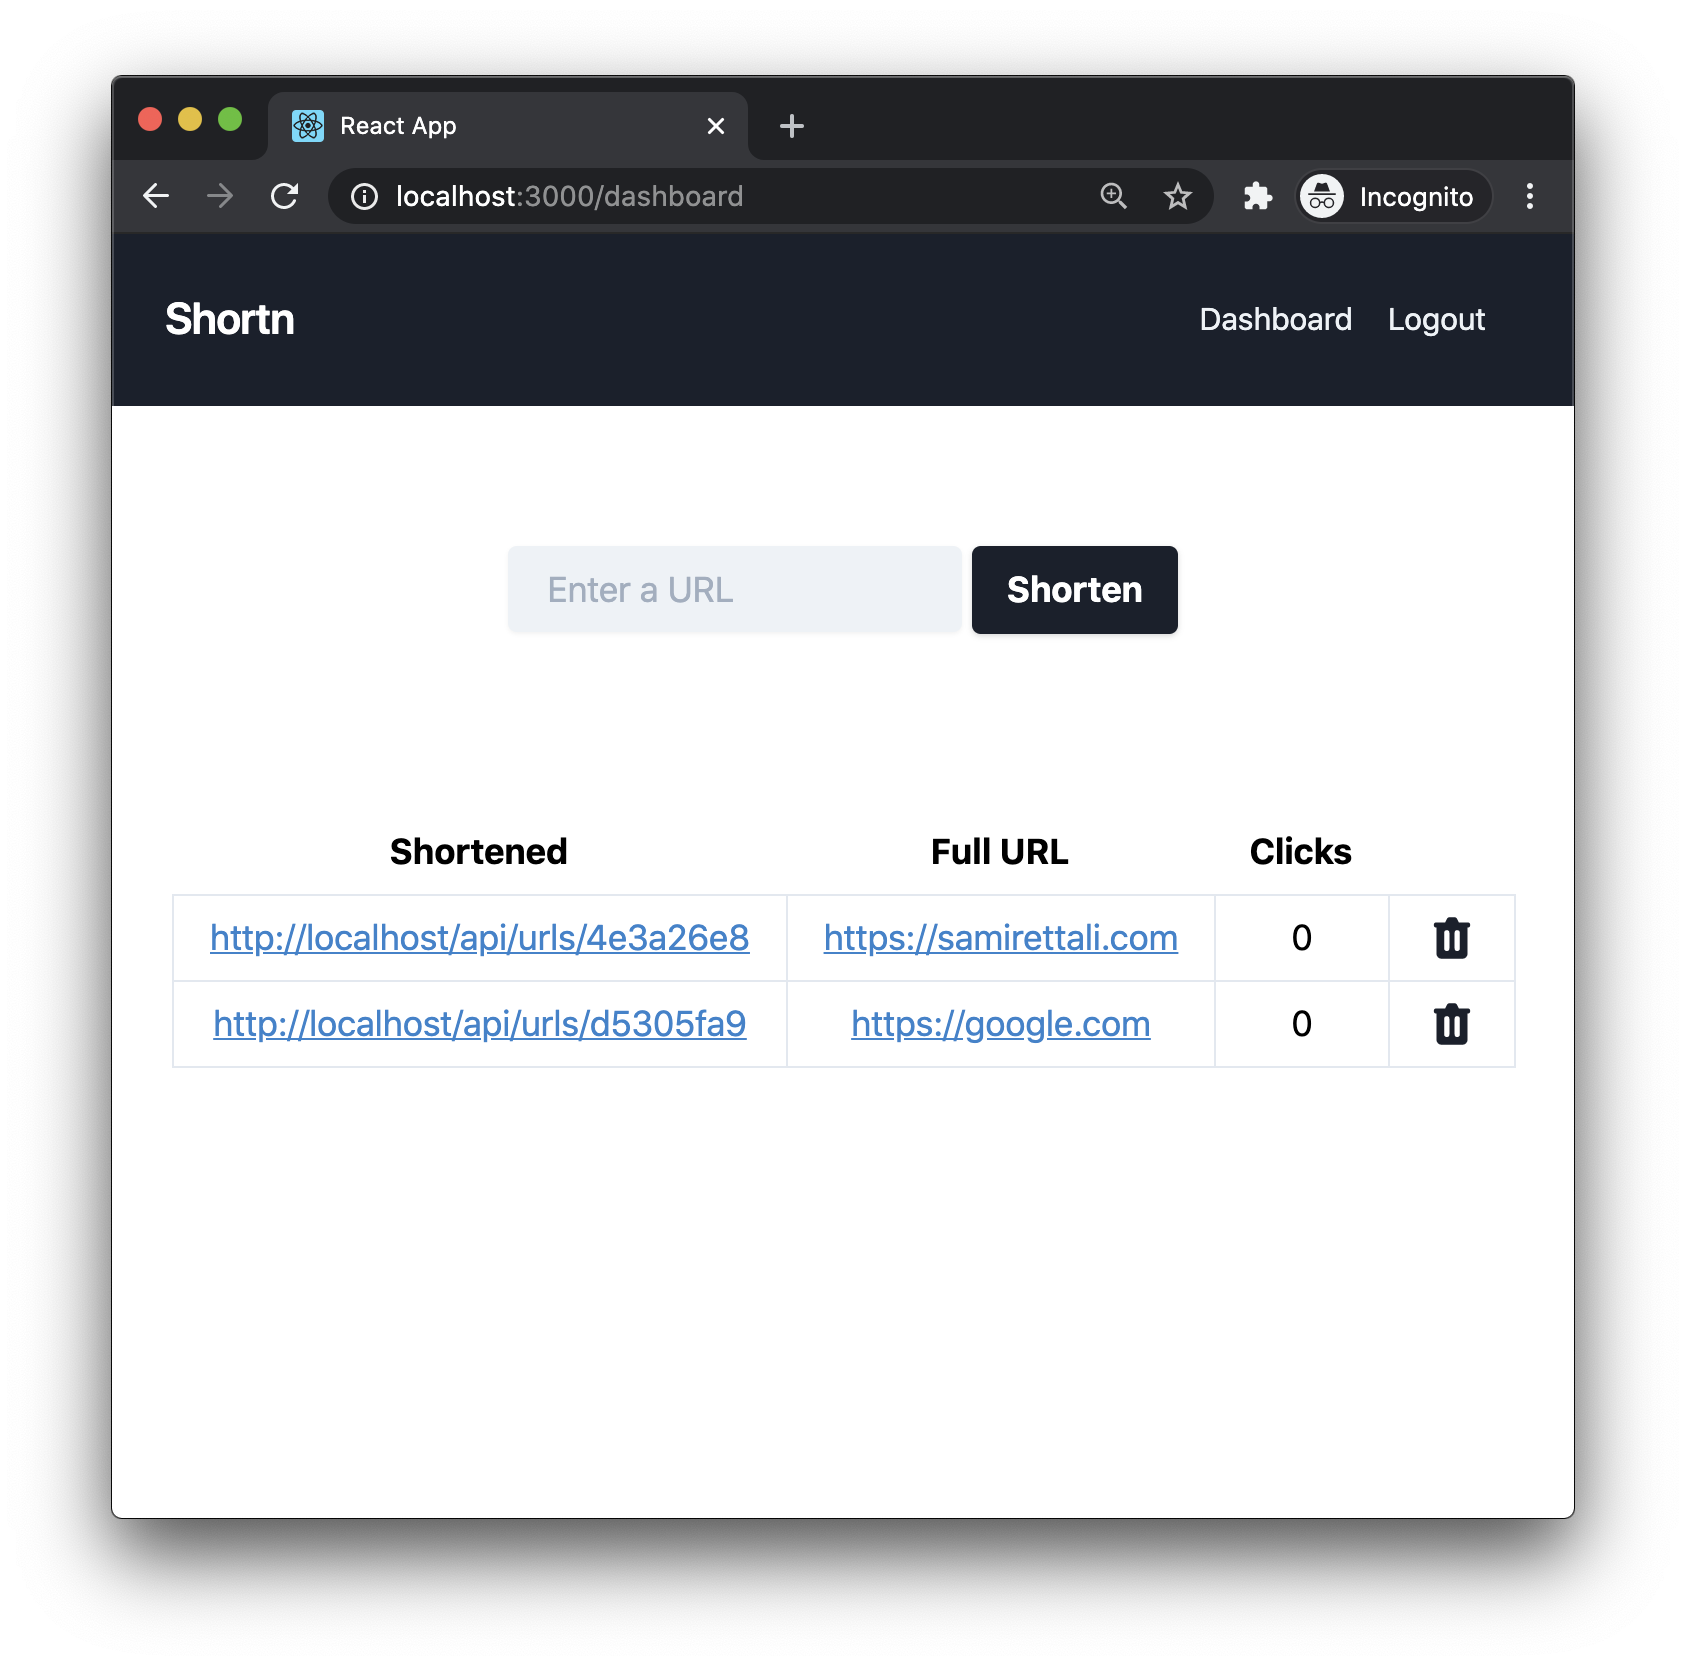 React App
localhost:3000/dashboard
Incognito
Shortn
Dashboard Logout
Enter a URL
Shorten
Shortened Full URL Clicks
http://localhost/api/urls/4e3a26e8 https://samirettali.com 0
http://localhost/api/urls/d5305fa9 https://google.com 0